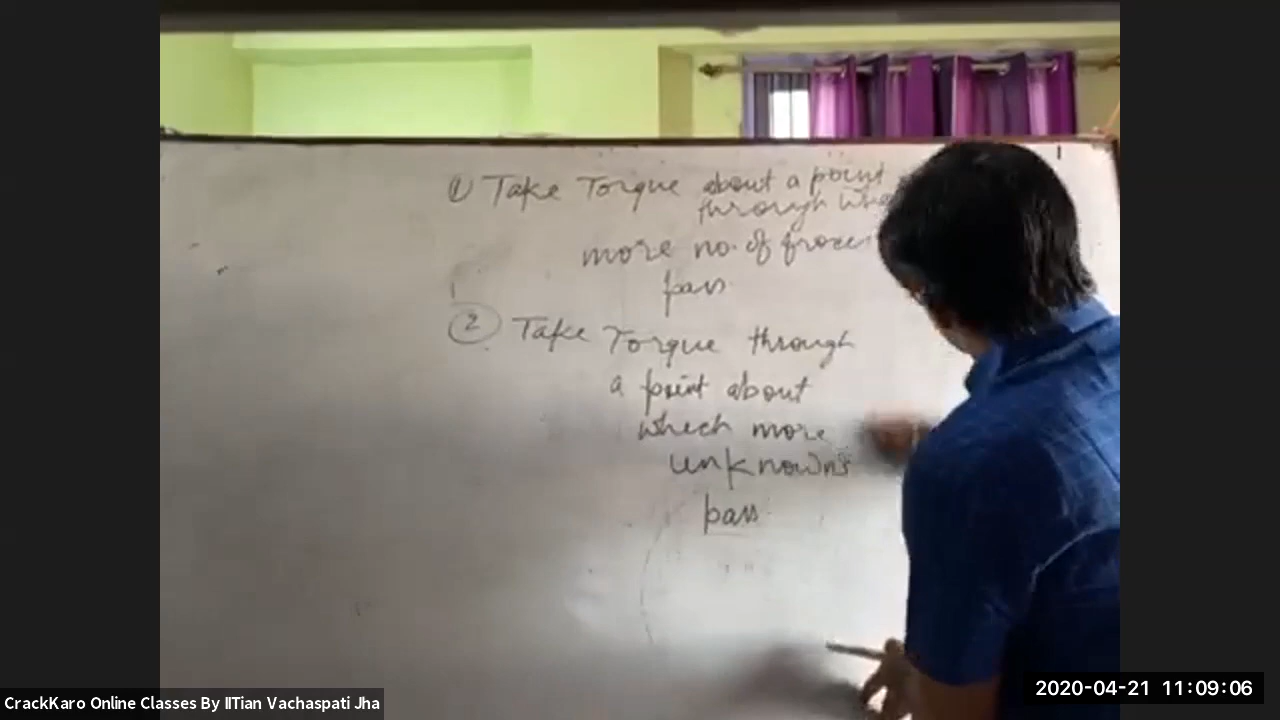 ① Take Torque about a point
through
more no. of
pass
② Take Torque through
a point about
which more
unknowns
pass
CrackKaro Online Classes By IITian Vachaspati Jha
2020-04-21 11:09:06